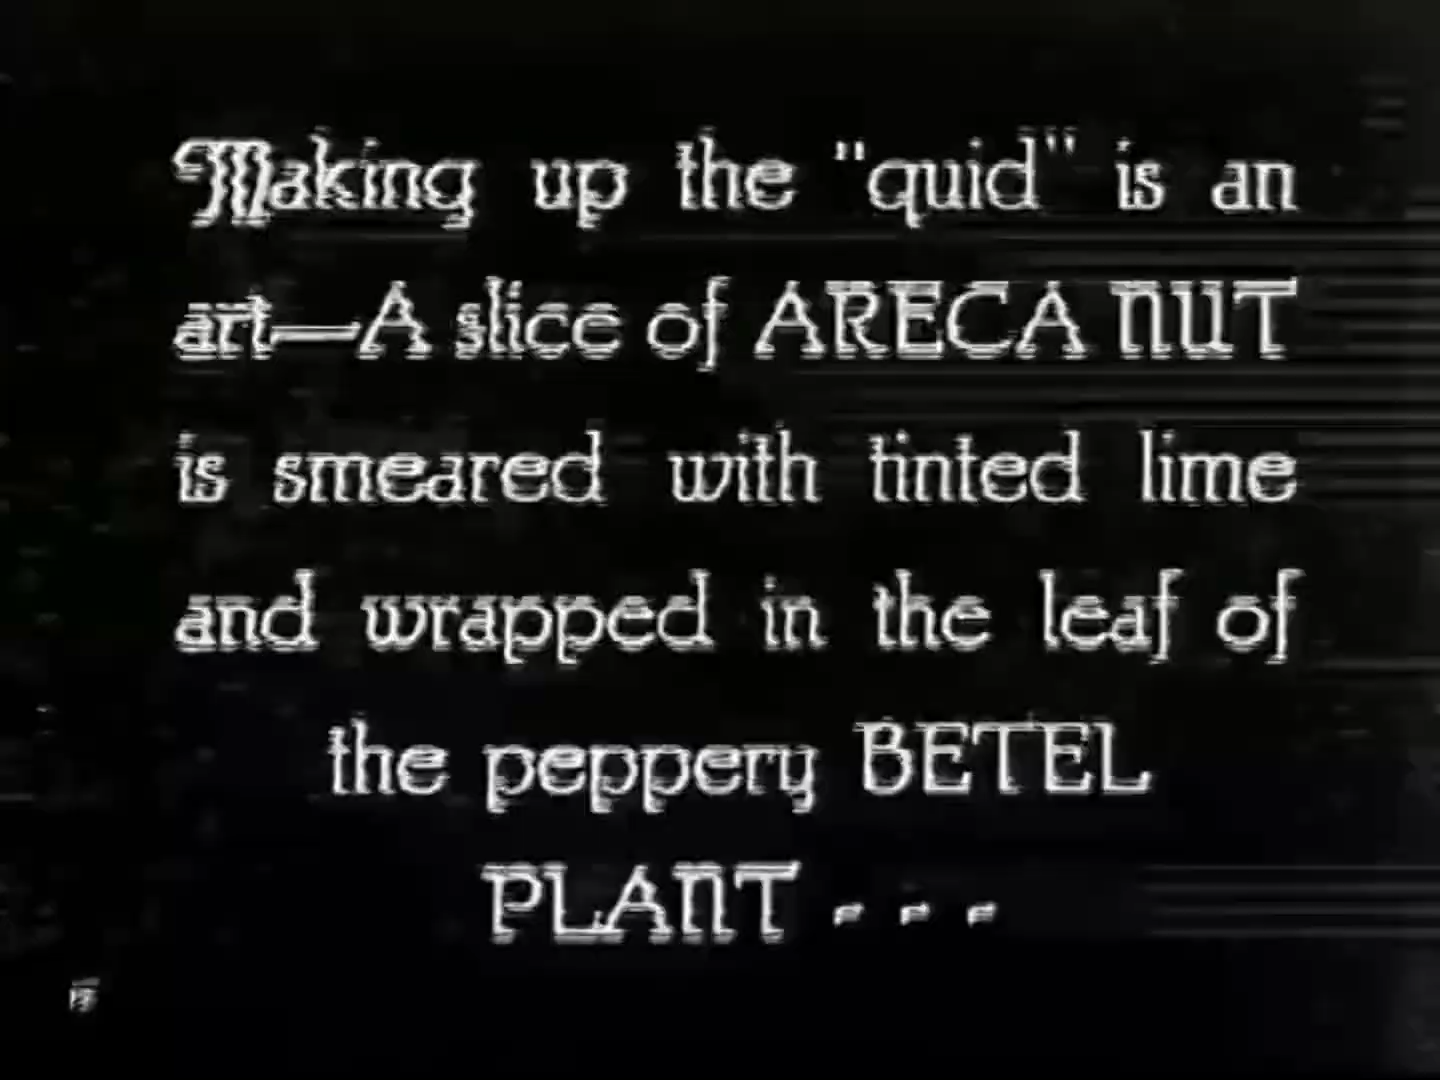 Making up the "quid" is an
art—A slice of ARECA NUT
is smeared with tinted lime
and wrapped in the leaf of
the peppery BETEL
PLANT - - -